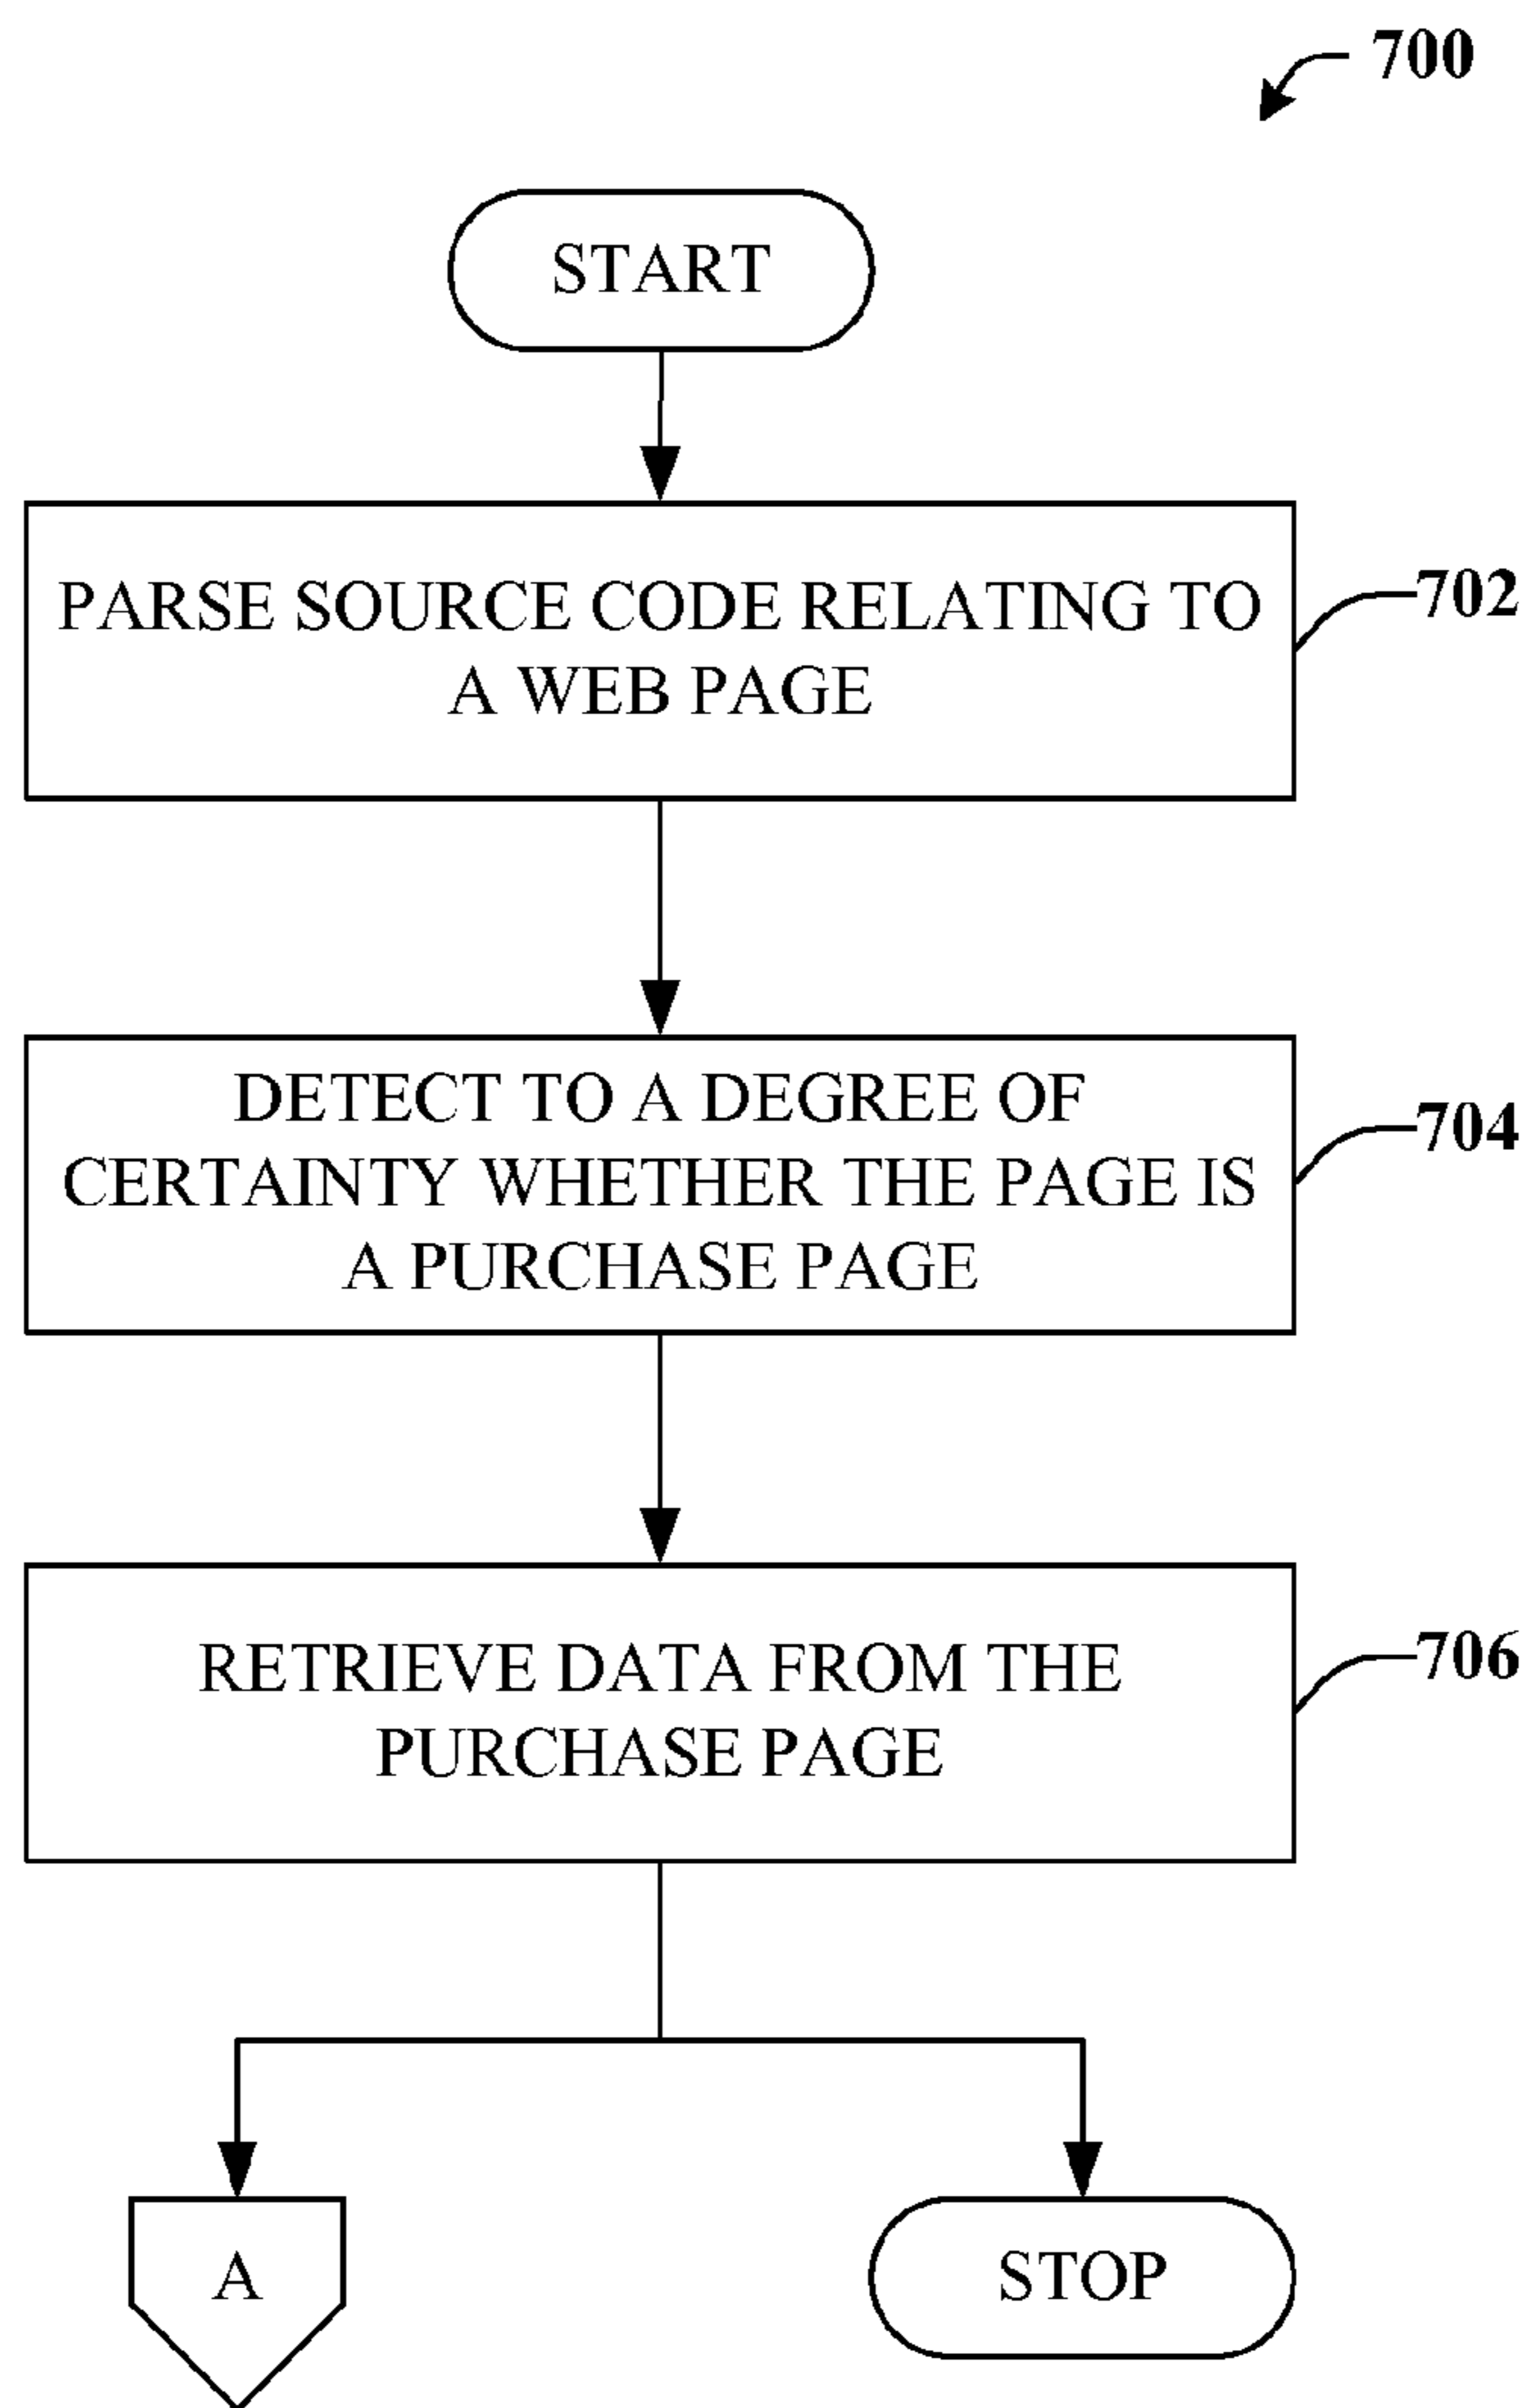 700
START
PARSE SOURCE CODE RELATING TO
A WEB PAGE
702
DETECT TO A DEGREE OF
CERTAINTY WHETHER THE PAGE IS
A PURCHASE PAGE
704
RETRIEVE DATA FROM THE
PURCHASE PAGE
706
A
STOP